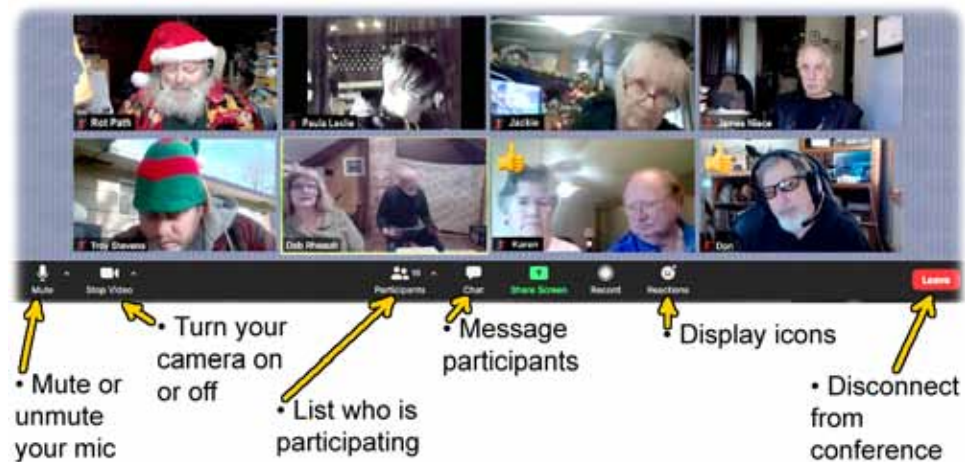 Rot Path
Paula Leslie
Jackie
James Niece
Troy Stevens
Deb Rheault
Karen
Don
Mute
Stop Video
Participants
Chat
Share Screen
Record
Reactions
Leave
• Mute or
unmute
your mic
• Turn your
camera on
or off
• List who is
participating
• Message
participants
• Display icons
• Disconnect
from
conference